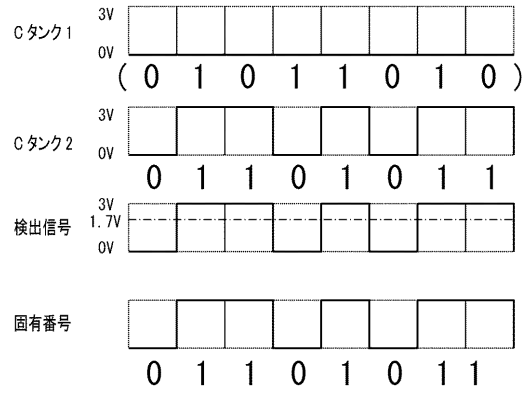 Cタンク1 3V
0V
(0 1 0 1 1 0 1 0)
Cタンク2 3V
0V
0 1 1 0 1 0 1 1
検出信号 3V
1.7V
0V
固有番号
0 1 1 0 1 0 1 1